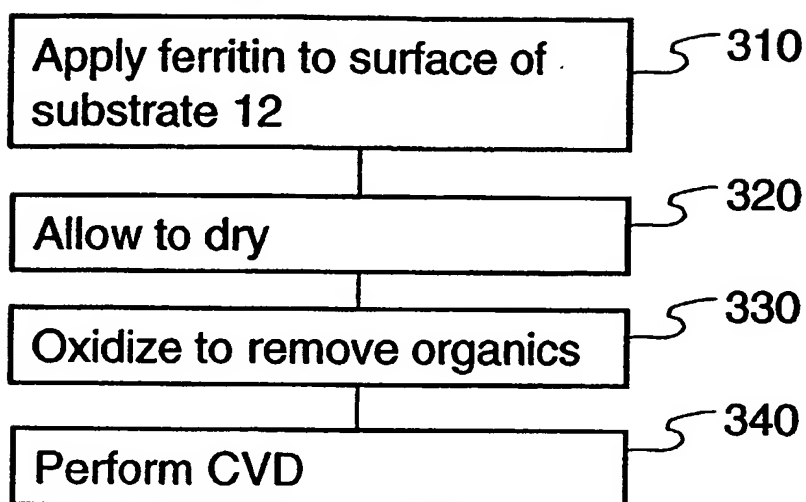 Apply ferritin to surface of
substrate 12
310
Allow to dry
320
Oxidize to remove organics
330
Perform CVD
340